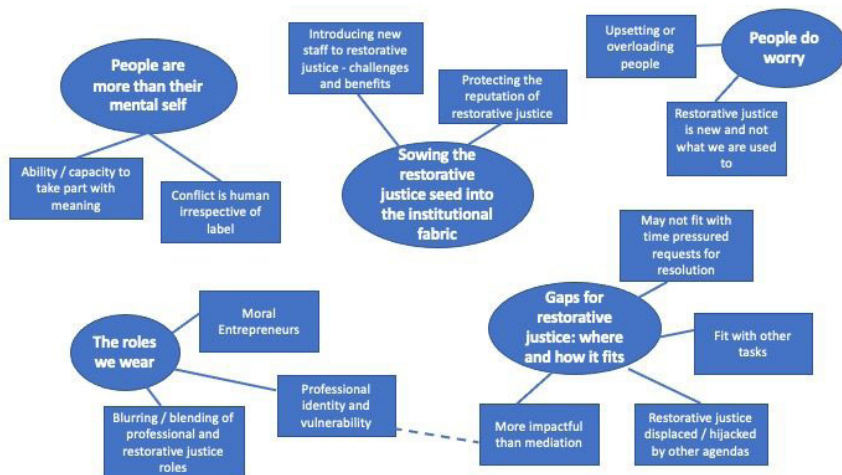 People are
more than their
mental self
Ability / capacity to
take part with
meaning
Conflict is human
irrespective of
label
Introducing new
staff to restorative
justice - challenges
and benefits
Protecting the
reputation of
restorative justice
Sowing the
restorative
justice seed into
the institutional
fabric
Upsetting or
overloading
people
People do
worry
Restorative justice
is new and not
what we are used
to
The roles
we wear
Moral
Entrepreneurs
Professional
identity and
vulnerability
Blurring / blending of
professional and
restorative justice
roles
May not fit with
time pressured
requests for
resolution
Gaps for
restorative
justice: where
and how it fits
Fit with other
tasks
More impactful
than mediation
Restorative justice
displaced / hijacked
by other agendas